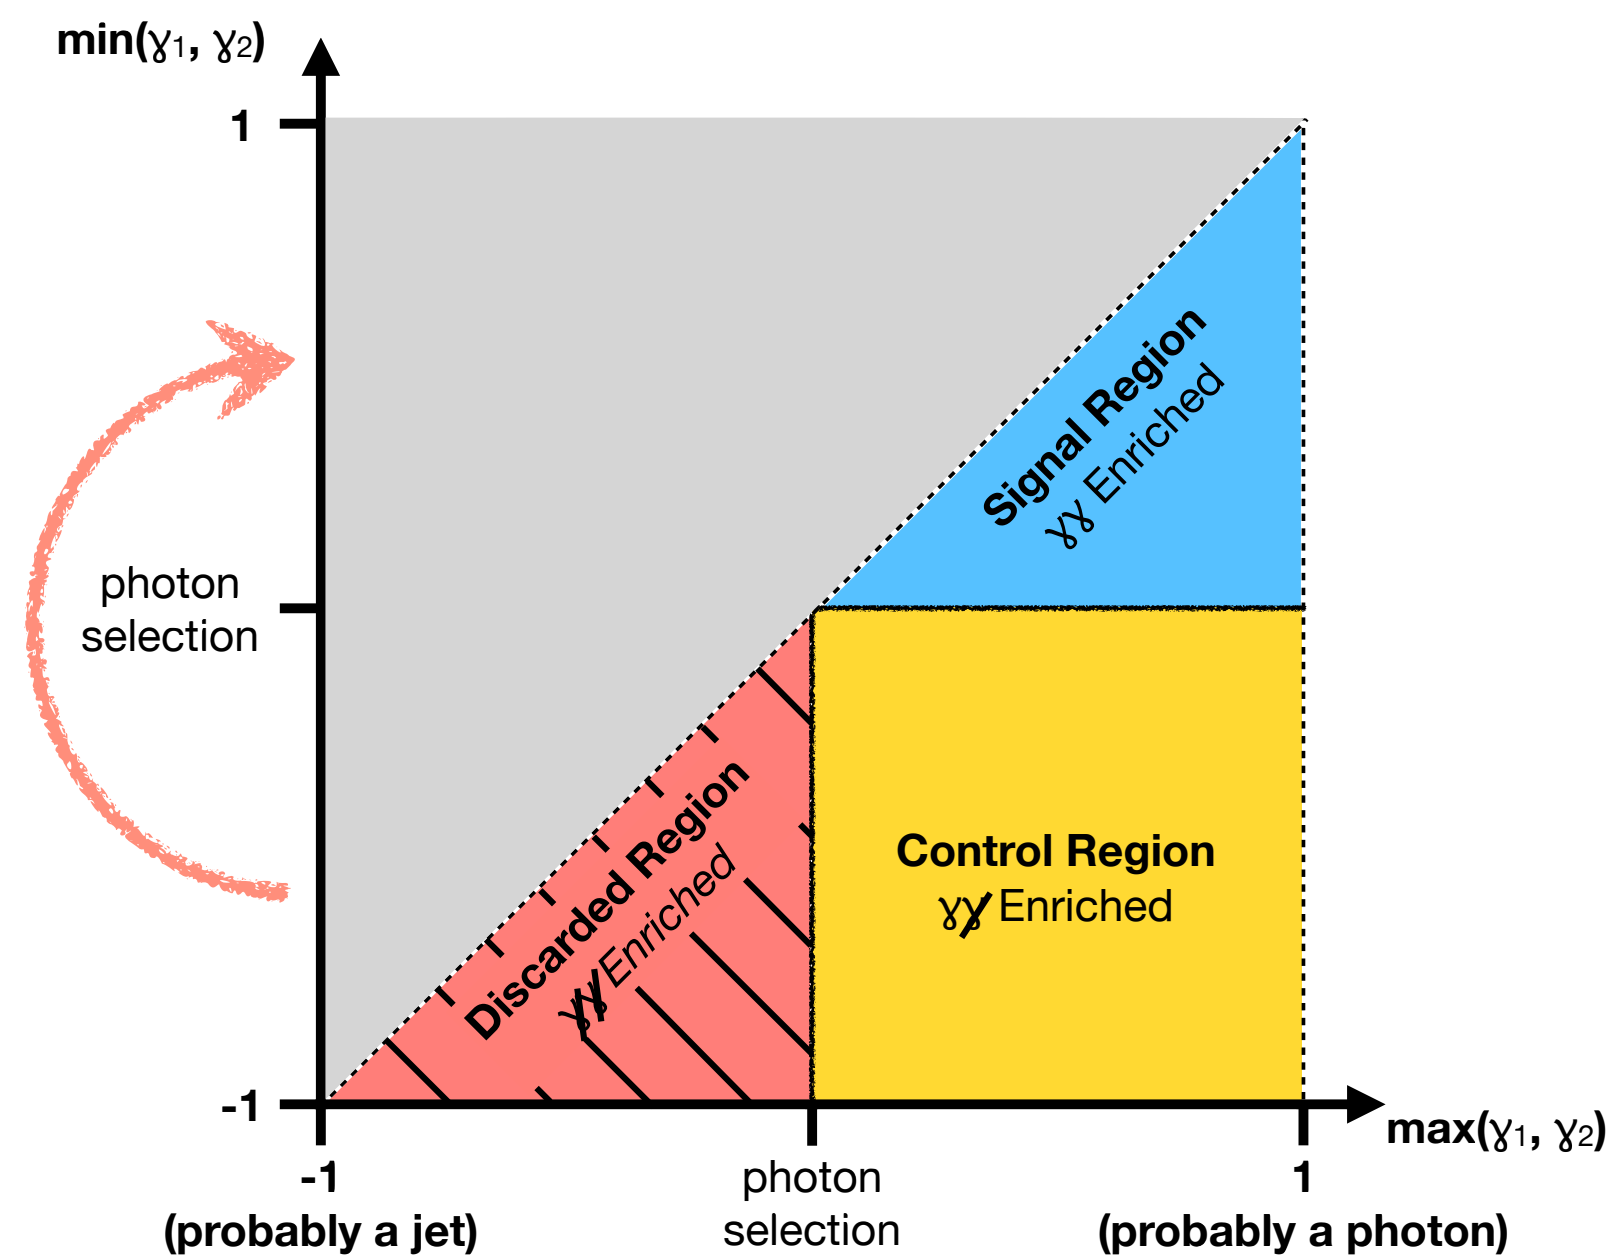 min(γ1, γ2)
1
Signal Region
γγ Enriched
photon
selection
Discarded Region
γγ Enriched
Control Region
γγ Enriched
-1
max(γ1, γ2)
-1
photon
1
(probably a jet)
selection
(probably a photon)